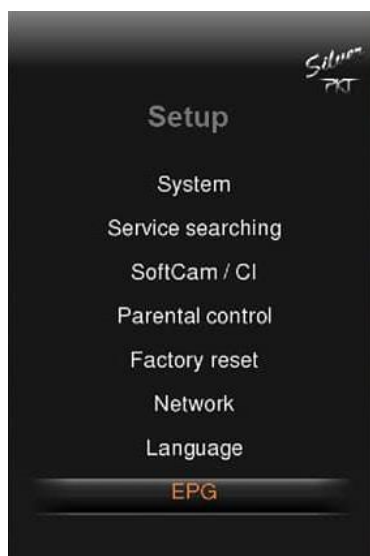 Silver
PKT
Setup
System
Service searching
SoftCam / CI
Parental control
Factory reset
Network
Language
EPG